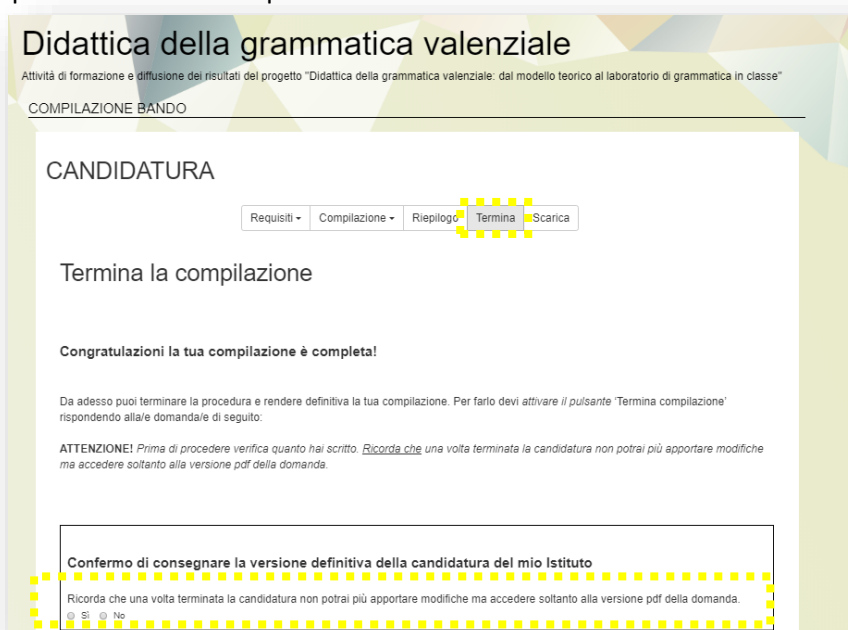 Didattica della grammatica valenziale
Attività di formazione e diffusione dei risultati del progetto "Didattica della grammatica valenziale: dal modello teorico al laboratorio di grammatica in classe"
COMPILAZIONE BANDO
CANDIDATURA
Requisiti Compilazione Riepilogo Termina Scarica
Termina la compilazione
Congratulazioni la tua compilazione è completa!
Da adesso puoi terminare la procedura e rendere definitiva la tua compilazione. Per farlo devi attivare il pulsante 'Termina compilazione'
rispondendo alla/e domanda/e di seguito:
ATTENZIONE! Prima di procedere verifica quanto hai scritto. Ricorda che una volta terminata la candidatura non potrai più apportare modifiche
ma accedere soltanto alla versione pdf della domanda.
Confermo di consegnare la versione definitiva della candidatura del mio Istituto
Ricorda che una volta terminata la candidatura non potrai più apportare modifiche ma accedere soltanto alla versione pdf della domanda.
Sì No